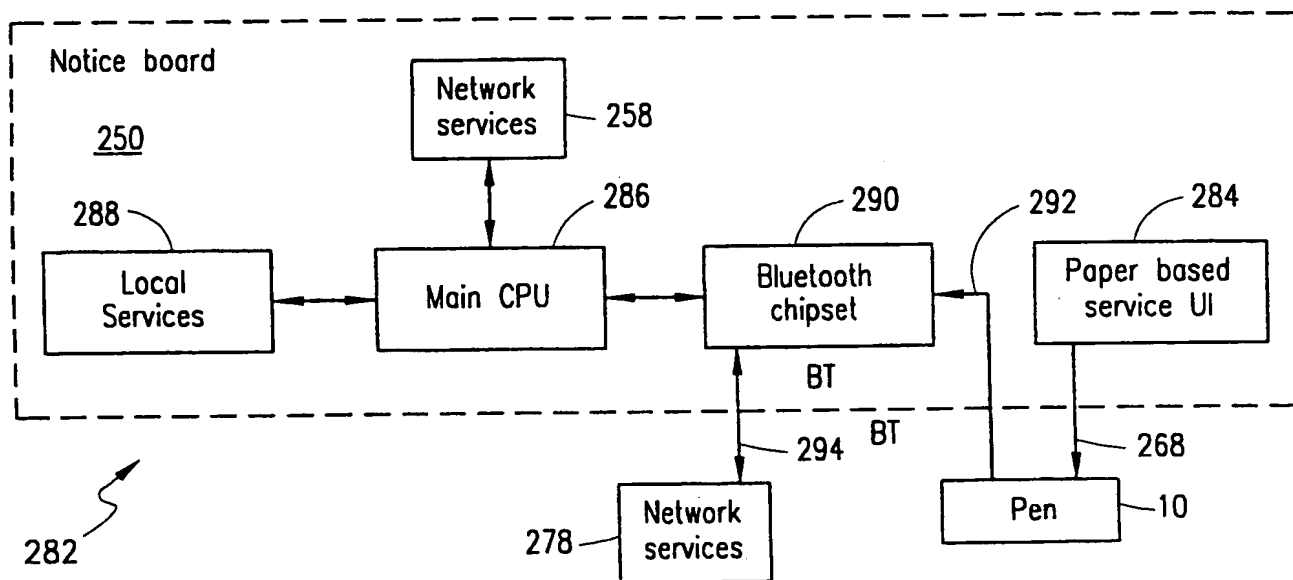 Notice board
250
Network
services
258
288
Local
Services
286
Main CPU
290
Bluetooth
chipset
292
284
Paper based
service UI
BT
BT
294
268
Network
services
278
Pen
10
282